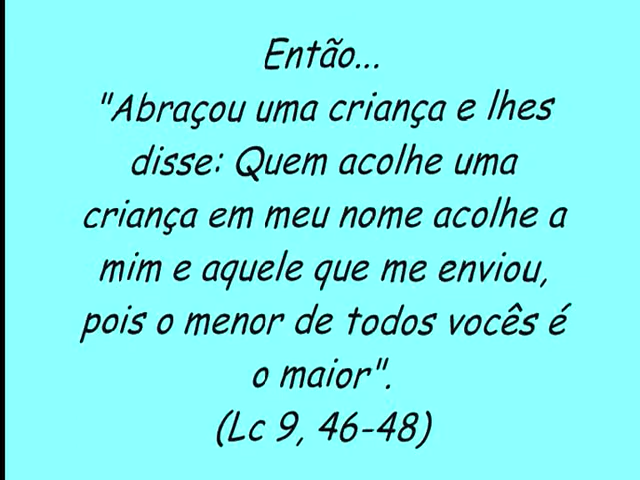 Então...
"Abraçou uma criança e lhes
disse: Quem acolhe uma
criança em meu nome acolhe a
mim e aquele que me enviou,
pois o menor de todos vocês é
o maior".
(Lc 9, 46-48)